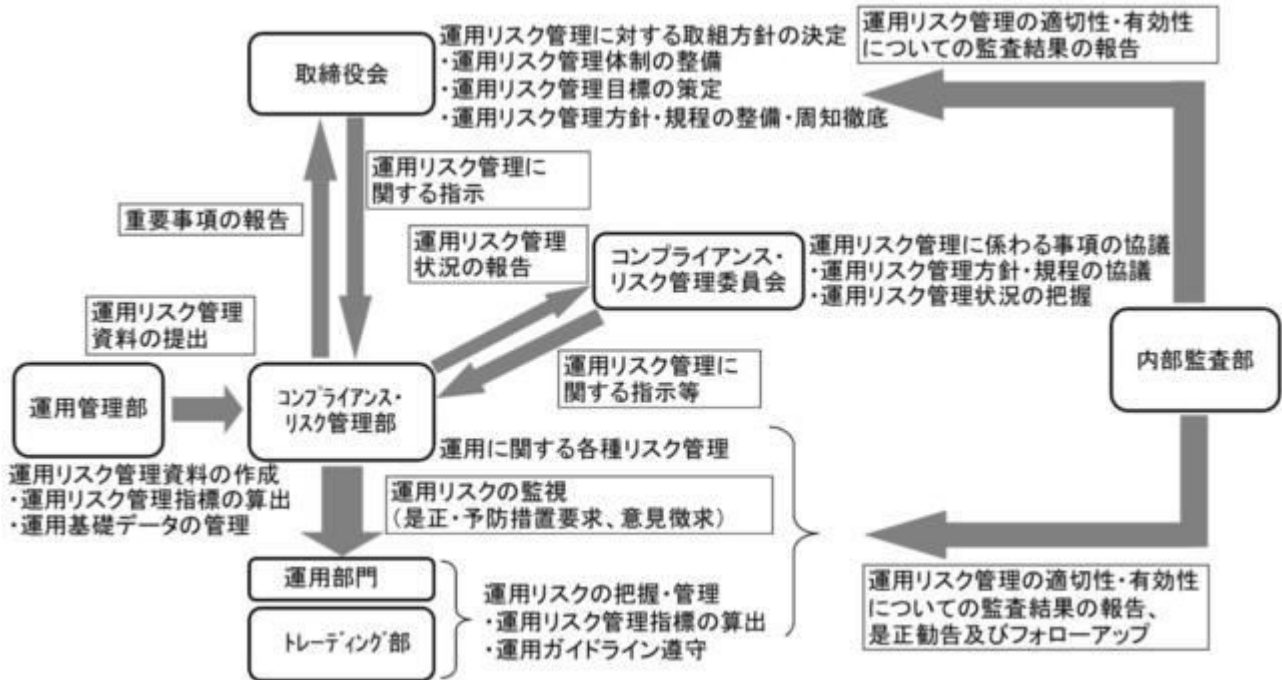 取締役会
運用リスク管理に対する取組方針の決定
・運用リスク管理体制の整備
・運用リスク管理目標の策定
・運用リスク管理方針・規程の整備・周知徹底
運用リスク管理の適切性・有効性
についての監査結果の報告
重要事項の報告
運用リスク管理に
関する指示
運用リスク管理
状況の報告
コンプライアンス・
リスク管理委員会
運用リスク管理に係わる事項の協議
・運用リスク管理方針・規程の協議
・運用リスク管理状況の把握
運用リスク管理
資料の提出
運用リスク管理に
関する指示等
内部監査部
運用管理部
コンプライアンス・
リスク管理部
運用に関する各種リスク管理
運用リスク管理資料の作成
・運用リスク管理指標の算出
・運用基礎データの管理
運用リスクの監視
(是正・予防措置要求、意見徴求)
運用部門
トレーディング部
運用リスクの把握・管理
・運用リスク管理指標の算出
・運用ガイドライン遵守
運用リスク管理の適切性・有効性
についての監査結果の報告、
是正勧告及びフォローアップ